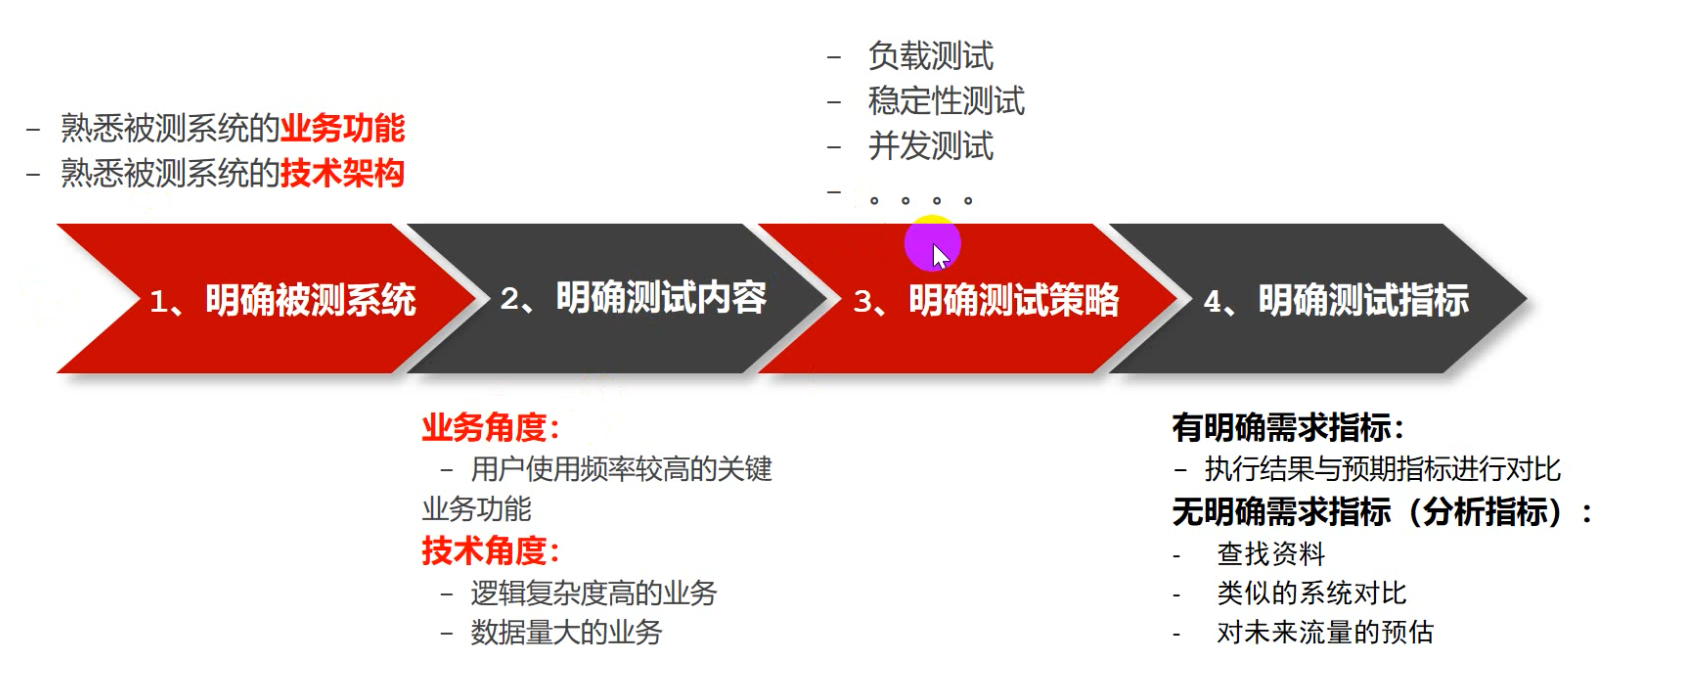 - 负载测试
- 稳定性测试
- 并发测试
- 。。。。
- 熟悉被测系统的业务功能
- 熟悉被测系统的技术架构
1、明确被测系统
2、明确测试内容
3、明确测试策略
4、明确测试指标
业务角度：
- 用户使用频率较高的关键
业务功能
技术角度：
- 逻辑复杂度高的业务
- 数据量大的业务
有明确需求指标：
- 执行结果与预期指标进行对比
无明确需求指标（分析指标）：
- 查找资料
- 类似的系统对比
- 对未来流量的预估